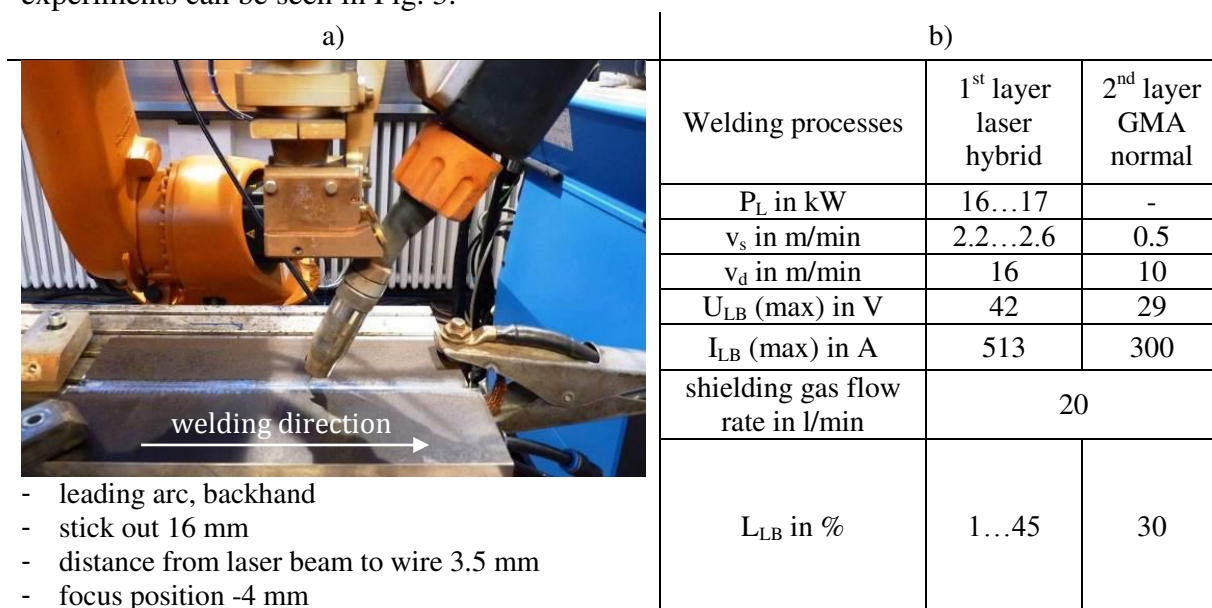 experiments can be seen in Fig. 3.
a)
b)
welding direction
- leading arc, backhand
- stick out 16 mm
- distance from laser beam to wire 3.5 mm
- focus position -4 mm
Welding processes
1st layer
laser
hybrid
2nd layer
GMA
normal
PL in kW 16…17 -
vs in m/min 2.2…2.6 0.5
vd in m/min 16 10
ULB (max) in V 42 29
ILB (max) in A 513 300
shielding gas flow
rate in l/min
20
LLB in % 1…45 30